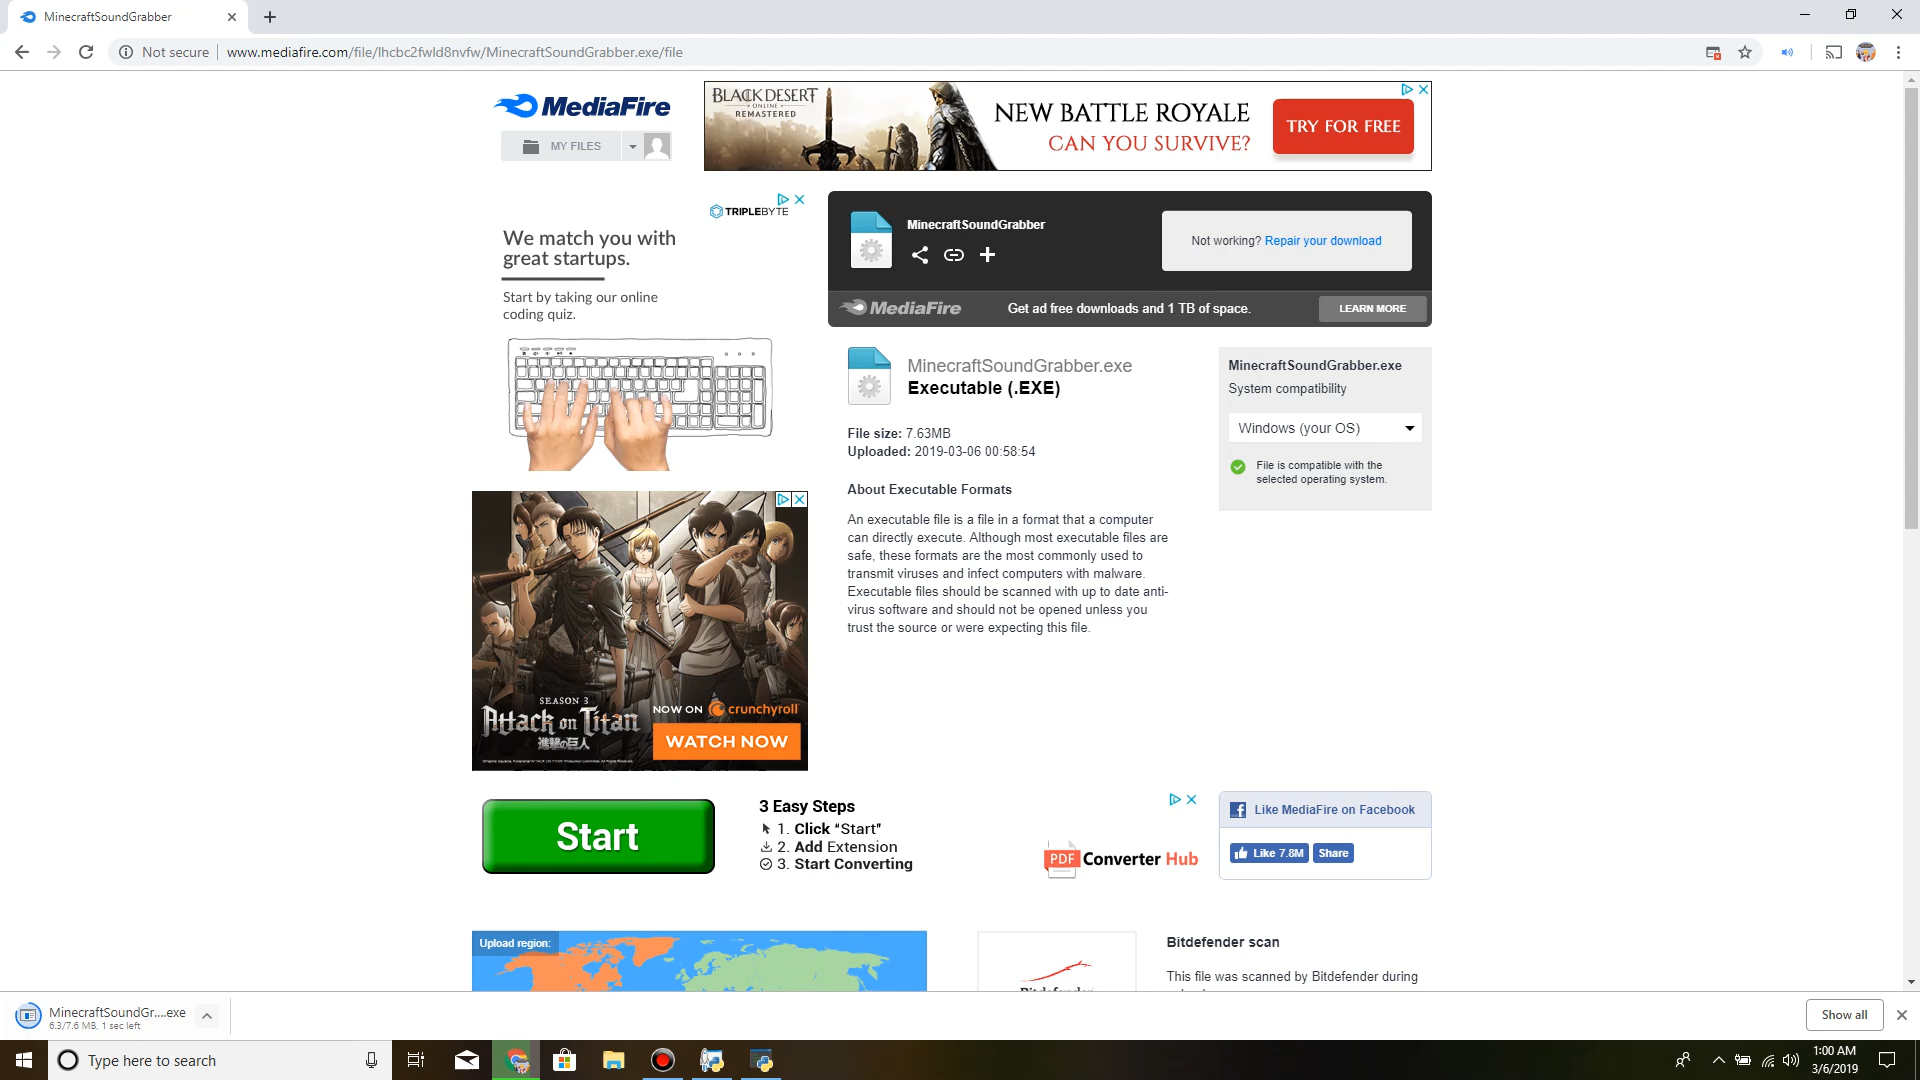 MinecraftSoundGrabber
Not secure
www.mediafire.com/file/lhcbc2fwld8nvfw/MinecraftSoundGrabber.exe/file
MediaFire
MY FILES
BLACK DESERT
ONLINE
REMASTERED
NEW BATTLE ROYALE
CAN YOU SURVIVE?
TRY FOR FREE
TRIPLEBYTE
We match you with
great startups.
Start by taking our online
coding quiz.
MinecraftSoundGrabber
Not working? Repair your download
MediaFire
Get ad free downloads and 1 TB of space.
LEARN MORE
MinecraftSoundGrabber.exe
Executable (.EXE)
File size: 7.63MB
Uploaded: 2019-03-06 00:58:54
About Executable Formats
An executable file is a file in a format that a computer
can directly execute. Although most executable files are
safe, these formats are the most commonly used to
transmit viruses and infect computers with malware.
Executable files should be scanned with up to date anti-
virus software and should not be opened unless you
trust the source or were expecting this file.
MinecraftSoundGrabber.exe
System compatibility
Windows (your OS)
File is compatible with the
selected operating system.
SEASON 3
Attack on Titan
進撃の巨人
NOW ON crunchyroll
WATCH NOW
Start
3 Easy Steps
1. Click “Start”
2. Add Extension
3. Start Converting
PDF Converter Hub
Like MediaFire on Facebook
Like 7.8M
Share
Upload region:
Bitdefender
Bitdefender scan
This file was scanned by Bitdefender during
MinecraftSoundGr....exe
6.3/7.6 MB, 1 sec left
Show all
Type here to search
1:00 AM
3/6/2019